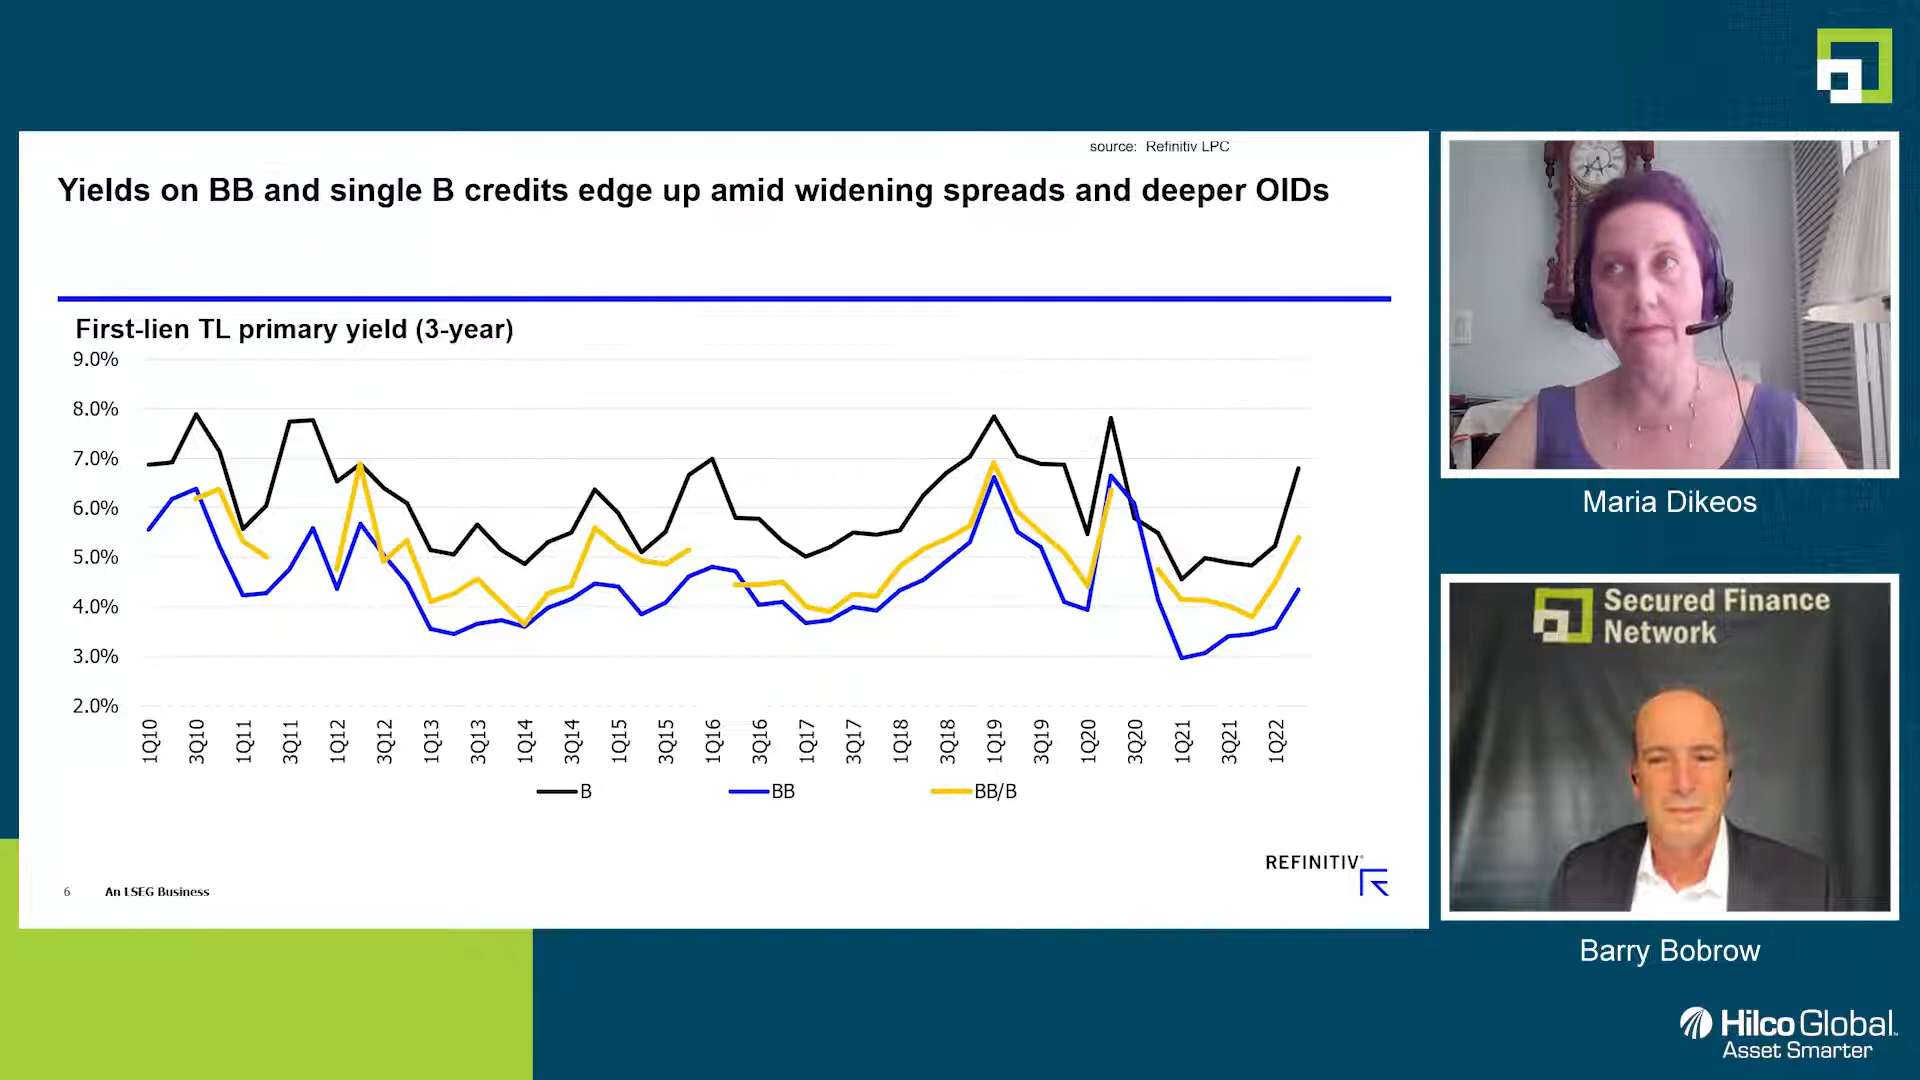 source: Refinitiv LPC
Yields on BB and single B credits edge up amid widening spreads and deeper OIDs
First-lien TL primary yield (3-year)
9.0%
8.0%
7.0%
6.0%
5.0%
4.0%
3.0%
2.0%
1Q10 3Q10 1Q11 3Q11 1Q12 3Q12 1Q13 3Q13 1Q14 3Q14 1Q15 3Q15 1Q16 3Q16 1Q17 3Q17 1Q18 3Q18 1Q19 3Q19 1Q20 3Q20 1Q21 3Q21 1Q22
B BB BB/B
REFINITIV
6 An LSEG Business
Maria Dikeos
Secured Finance
Network
Barry Bobrow
Hilco Global
Asset Smarter